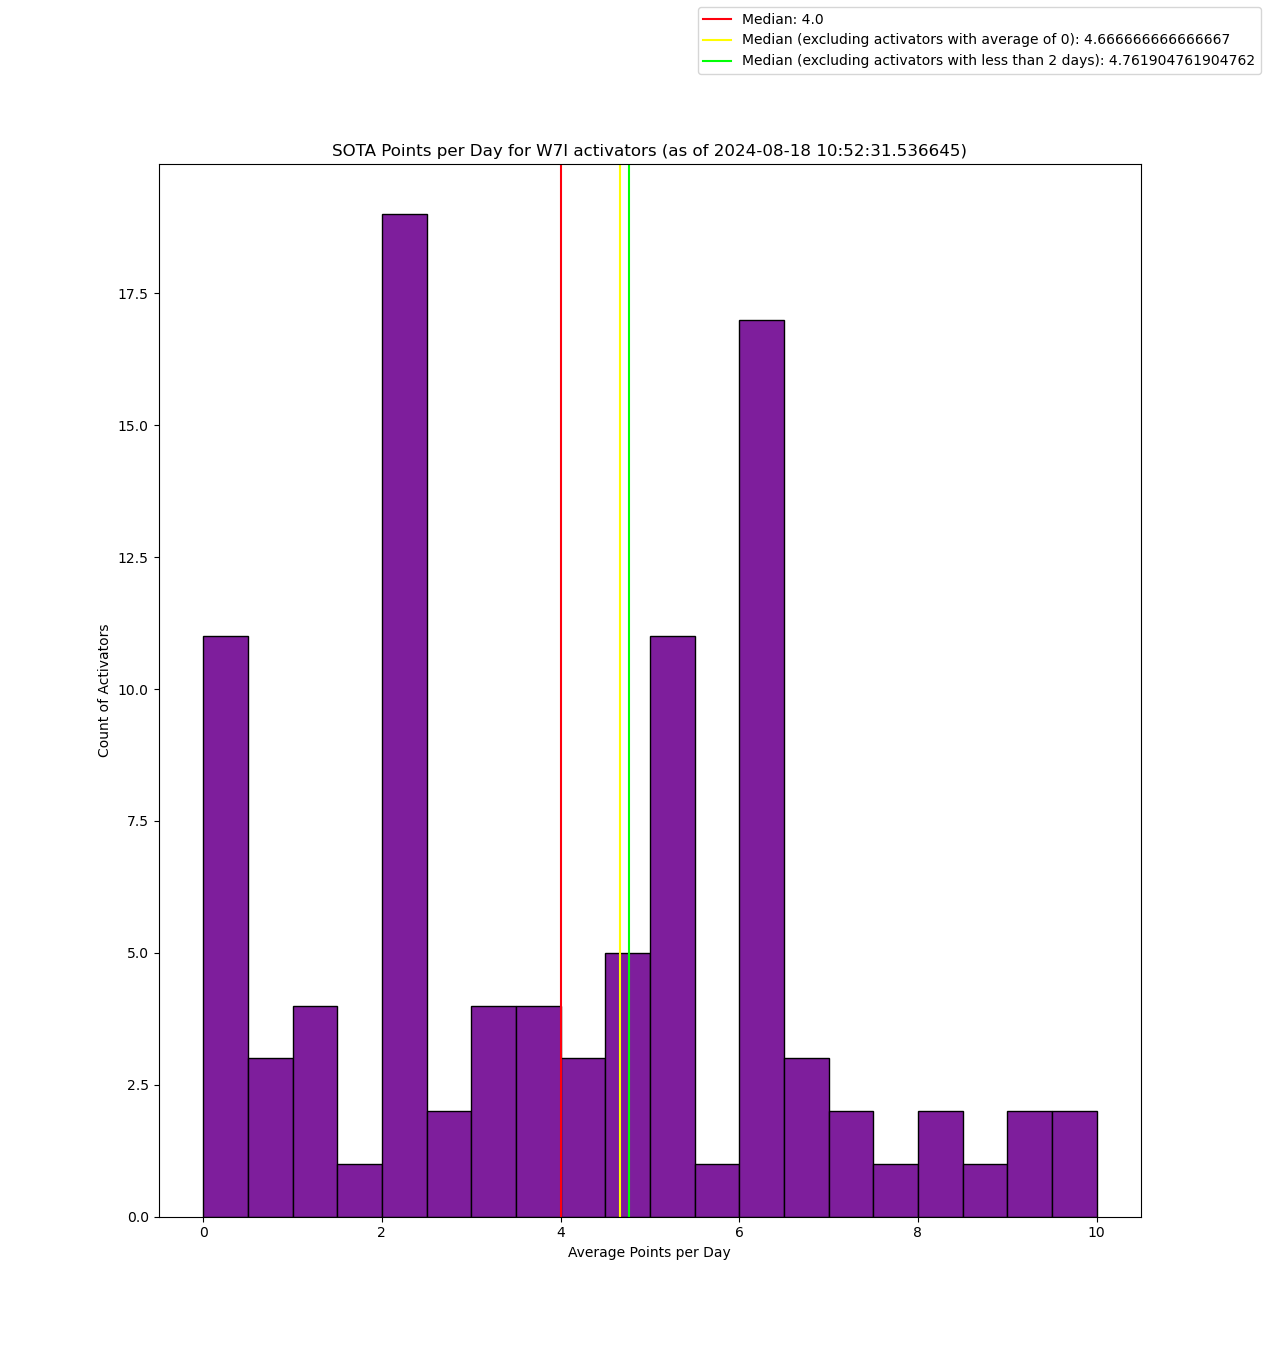 Median: 4.0
Median (excluding activators with average of 0): 4.666666666666667
Median (excluding activators with less than 2 days): 4.761904761904762
SOTA Points per Day for W7I activators (as of 2024-08-18 10:52:31.536645)
17.5
15.0
12.5
10.0
7.5
5.0
2.5
0.0
Count of Activators
0 2 4 6 8 10
Average Points per Day